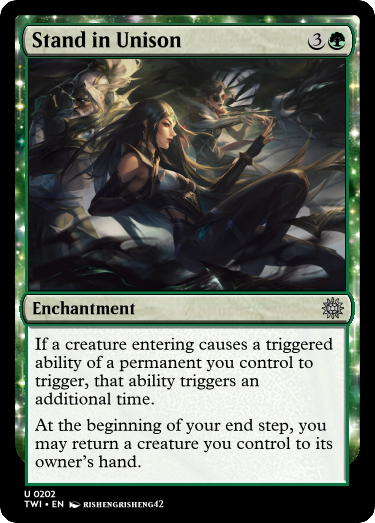 Stand in Unison 3
Enchantment
If a creature entering causes a triggered
ability of a permanent you control to
trigger, that ability triggers an
additional time.
At the beginning of your end step, you
may return a creature you control to its
owner's hand.
U 0202
TWI • EN RISHENGRISHENG42